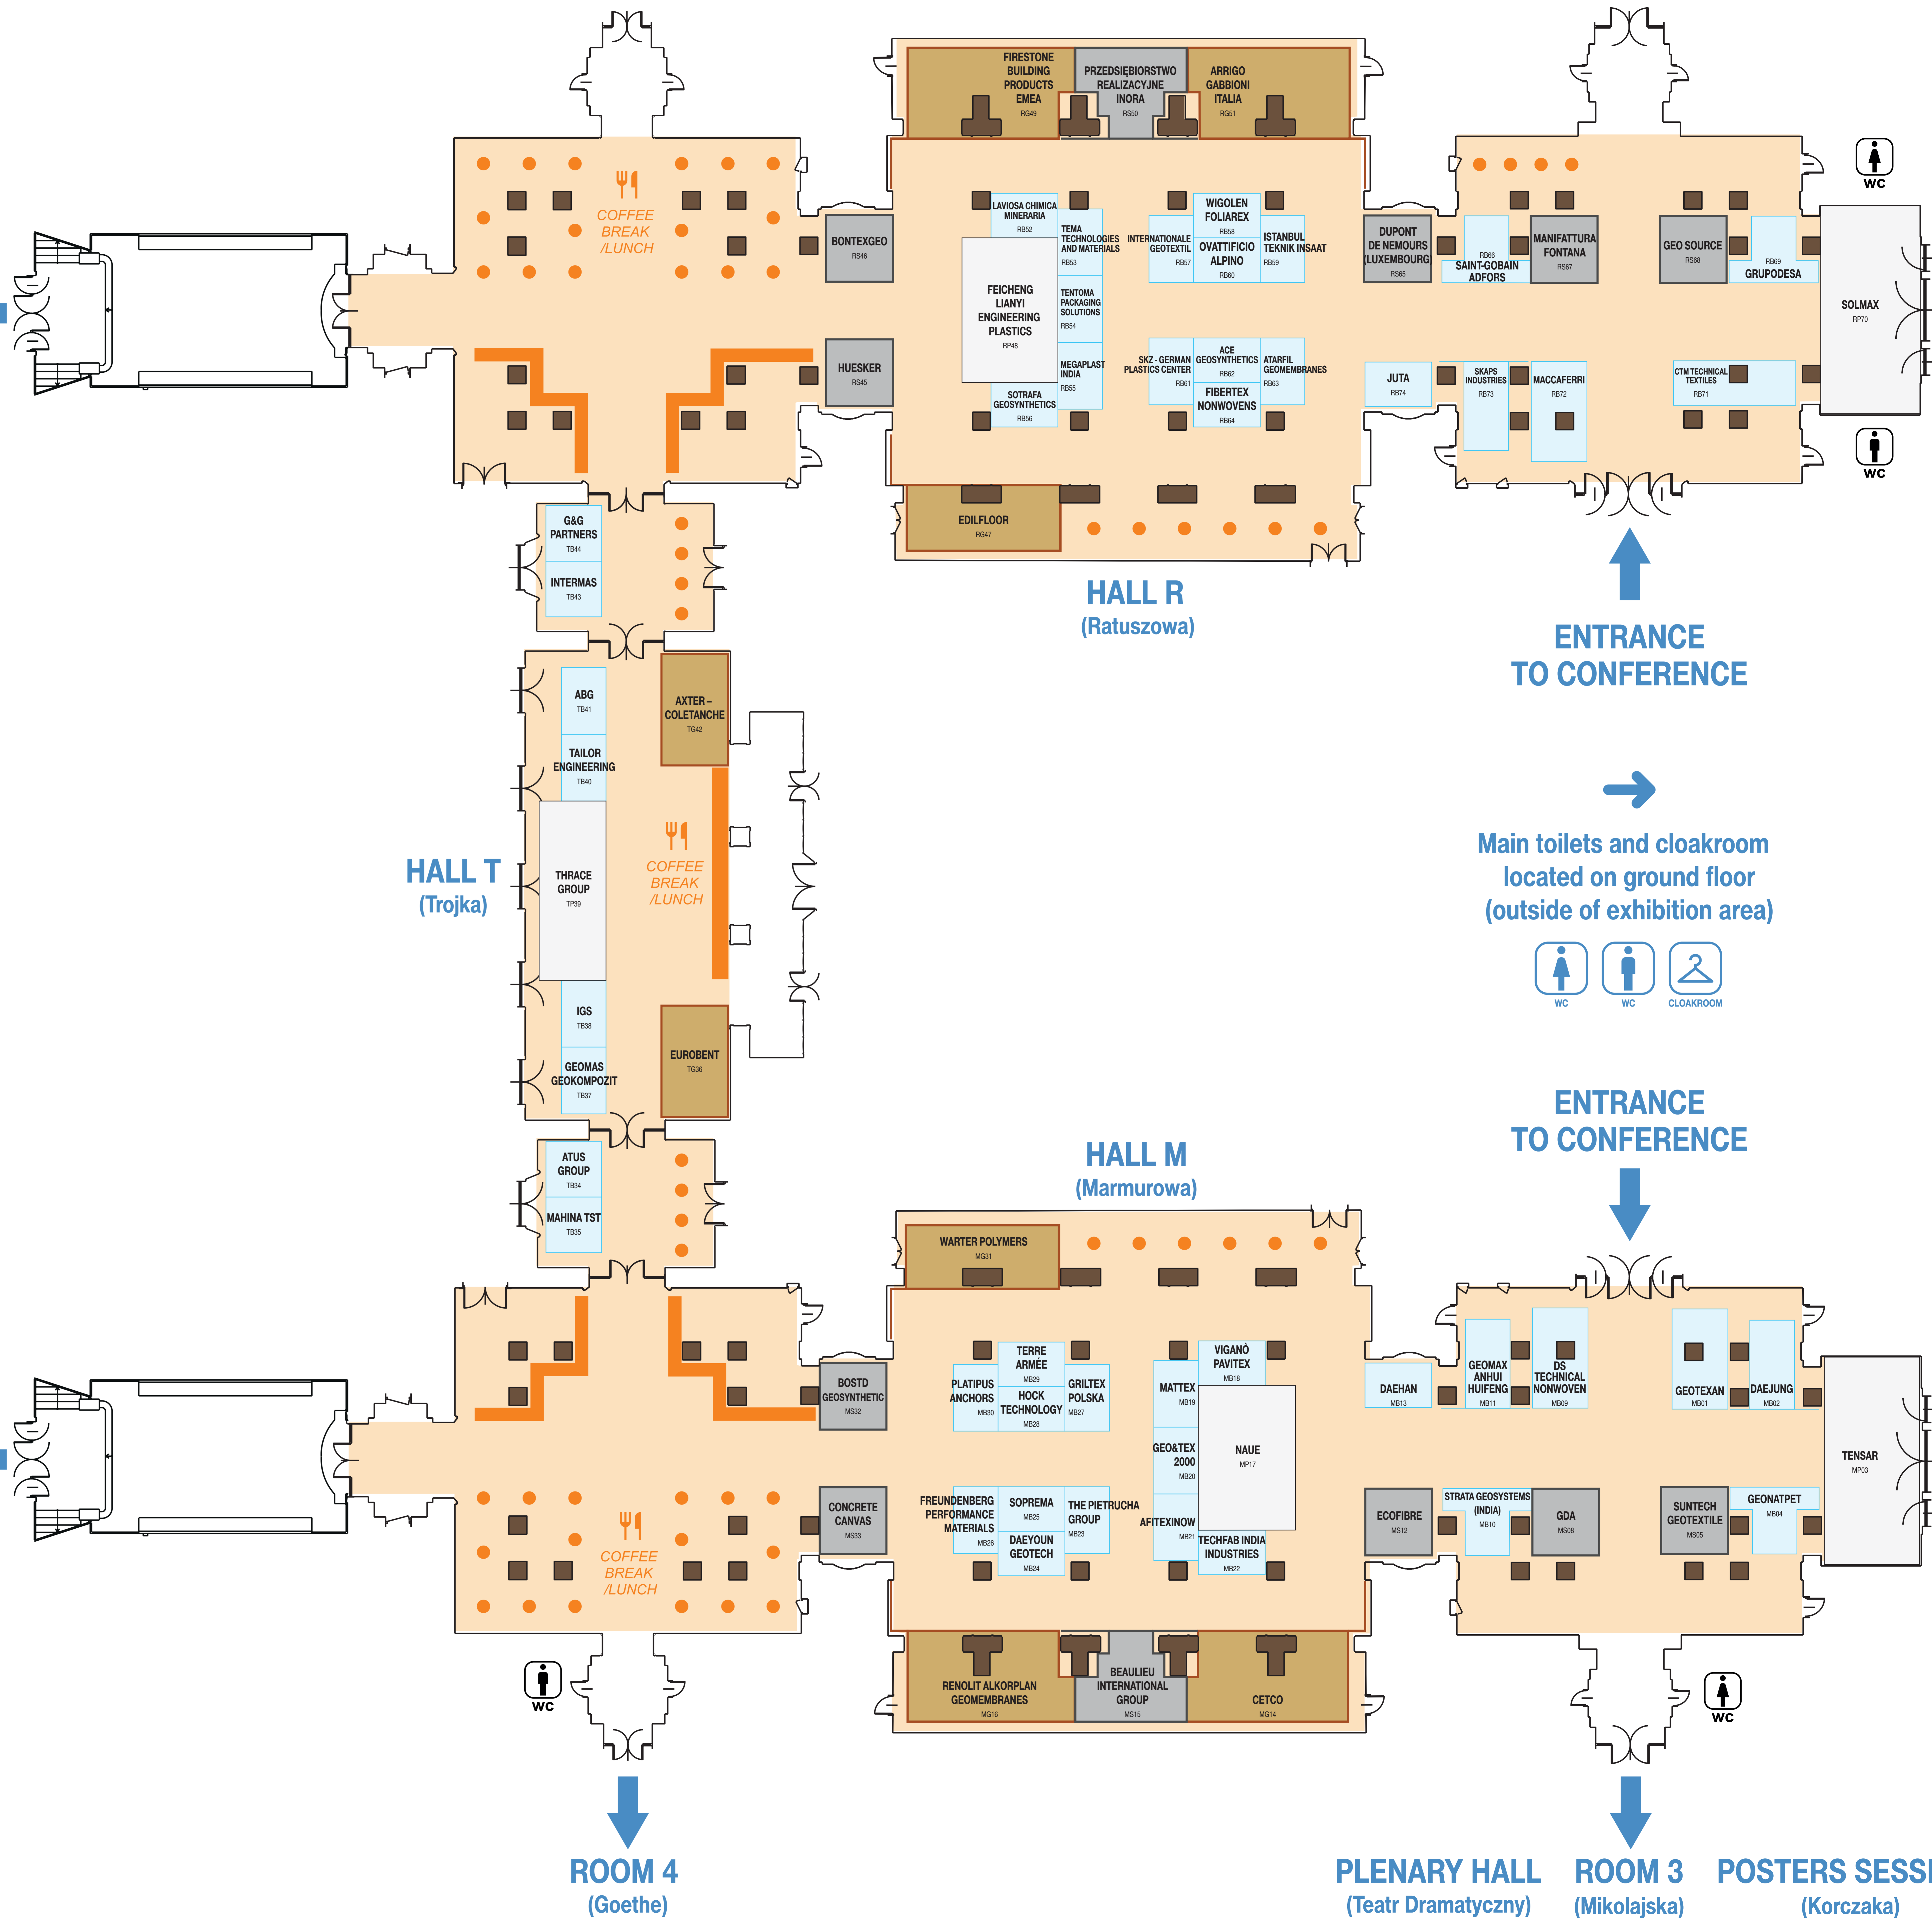 FIRESTONE
BUILDING
PRODUCTS
EMEA
RG49
PRZEDSIĘBIORSTWO
REALIZACYJNE
INORA
RS50
ARRIGO
GABBIONI
ITALIA
RG51
WC
COFFEE
BREAK
/LUNCH
BONTEXGEO
RS46
HUESKER
RS45
LAVIOSA CHIMICA
MINERARIA
RB52
TEMA
TECHNOLOGIES
AND MATERIALS
RB53
FEICHENG
LIANYI
ENGINEERING
PLASTICS
RP48
TENTOMA
PACKAGING
SOLUTIONS
RB54
MEGAPLAST
INDIA
RB55
SOTRAFA
GEOSYNTHETICS
RB56
INTERNATIONALE
GEOTEXTIL
RB57
WIGOLEN
FOLIAREX
RB58
OVATTIFICIO
ALPINO
RB60
ISTANBUL
TEKNIK INSAAT
RB59
SKZ - GERMAN
PLASTICS CENTER
RB61
ACE
GEOSYNTHETICS
RB62
ATARFIL
GEOMEMBRANES
RB63
FIBERTEX
NONWOVENS
RB64
DUPONT
DE NEMOURS
(LUXEMBOURG)
RS65
RB66
SAINT-GOBAIN
ADFORS
MANIFATTURA
FONTANA
RS67
GEO SOURCE
RS68
RB69
GRUPODESA
SOLMAX
RP70
JUTA
RB74
SKAPS
INDUSTRIES
RB73
MACCAFERRI
RB72
CTM TECHNICAL
TEXTILES
RB71
WC
EDILFLOOR
RG47
HALL R
(Ratuszowa)
ENTRANCE
TO CONFERENCE
G&G
PARTNERS
TB44
INTERMAS
TB43
ABG
TB41
TAILOR
ENGINEERING
TB40
AXTER –
COLETANCHE
TG42
HALL T
(Trojka)
THRACE
GROUP
TP39
COFFEE
BREAK
/LUNCH
Main toilets and cloakroom
located on ground floor
(outside of exhibition area)
WC
WC
CLOAKROOM
IGS
TB38
GEOMAS
GEOKOMPOZIT
TB37
EUROBENT
TG36
ENTRANCE
TO CONFERENCE
ATUS
GROUP
TB34
MAHINA TST
TB35
HALL M
(Marmurowa)
WARTER POLYMERS
MG31
BOSTD
GEOSYNTHETIC
MS32
PLATIPUS
ANCHORS
MB30
TERRE
ARMÉE
MB29
HOCK
TECHNOLOGY
MB28
GRILTEX
POLSKA
MB27
MATTEX
MB19
VIGANÒ
PAVITEX
MB18
GEO&TEX
2000
MB20
NAUE
MP17
DAEHAN
MB13
GEOMAX
ANHUI
HUIFENG
MB11
DS
TECHNICAL
NONWOVEN
MB09
GEOTEXAN
MB01
DAEJUNG
MB02
TENSAR
MP03
COFFEE
BREAK
/LUNCH
CONCRETE
CANVAS
MS33
FREUNDENBERG
PERFORMANCE
MATERIALS
MB26
SOPREMA
MB25
DAEYOUN
GEOTECH
MB24
THE PIETRUCHA
GROUP
MB23
AFITEXINOW
MB21
TECHFAB INDIA
INDUSTRIES
MB22
ECOFIBRE
MS12
STRATA GEOSYSTEMS
(INDIA)
MB10
GDA
MS08
SUNTECH
GEOTEXTILE
MS05
GEONATPET
MB04
WC
RENOLIT ALKORPLAN
GEOMEMBRANES
MG16
BEAULIEU
INTERNATIONAL
GROUP
MS15
CETCO
MG14
WC
ROOM 4
(Goethe)
PLENARY HALL
(Teatr Dramatyczny)
ROOM 3
(Mikolajska)
POSTERS SESSI
(Korczaka)